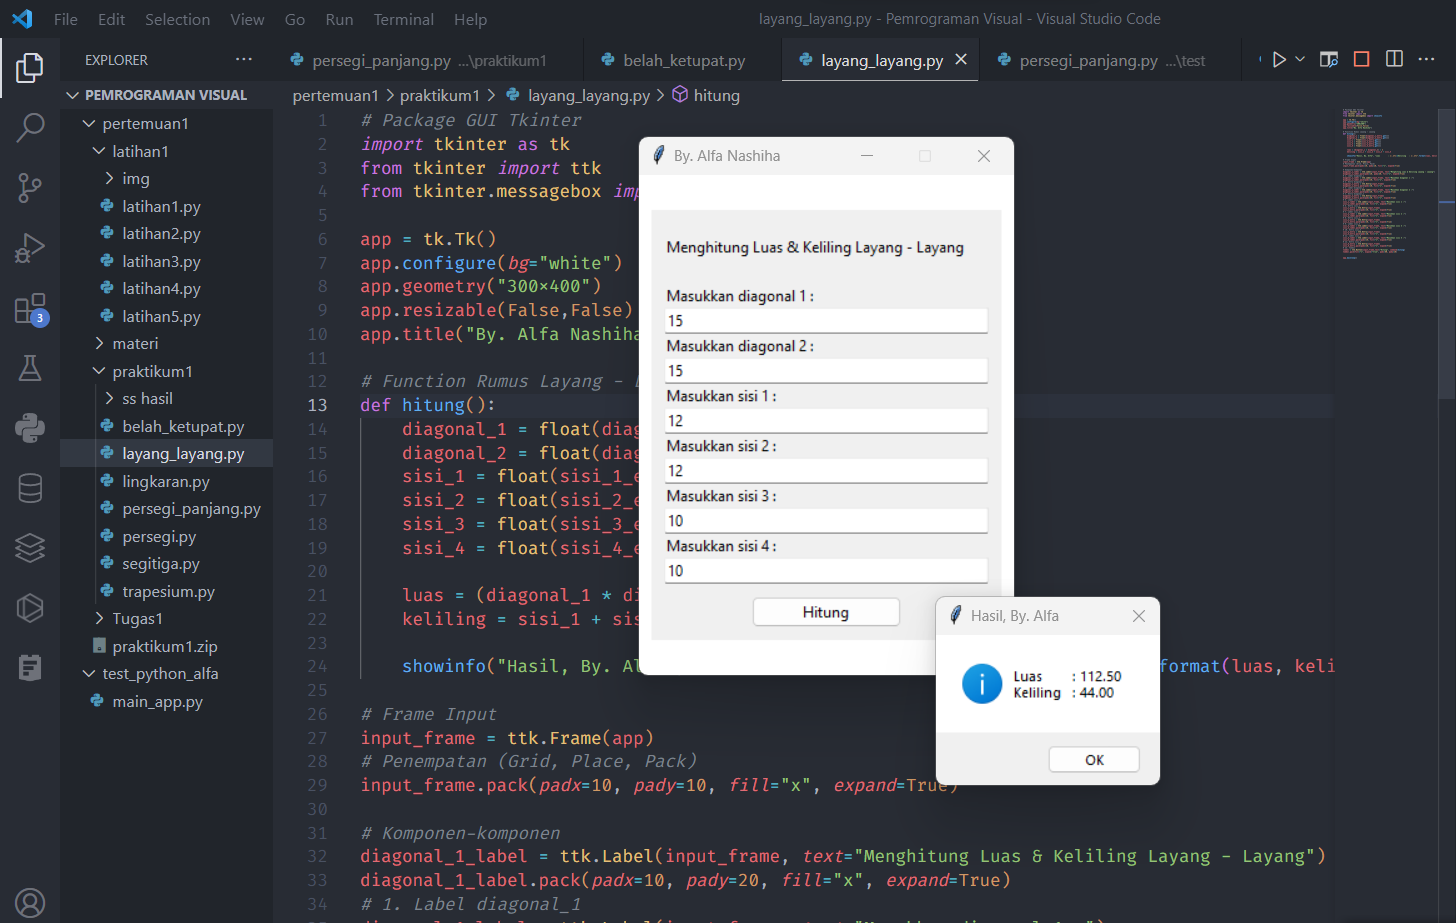 File Edit Selection View Go Run Terminal Help
layang_layang.py - Pemrograman Visual - Visual Studio Code
EXPLORER ...
persegi_panjang.py ...\praktikum1
belah_ketupat.py
layang_layang.py
persegi_panjang.py ...\test
PEMROGRAMAN VISUAL
pertemuan1
latihan1
img
latihan1.py
latihan2.py
latihan3.py
latihan4.py
latihan5.py
materi
praktikum1
ss hasil
belah_ketupat.py
layang_layang.py
lingkaran.py
persegi_panjang.py
persegi.py
segitiga.py
trapesium.py
Tugas1
praktikum1.zip
test_python_alfa
main_app.py
3
pertemuan1 > praktikum1 > layang_layang.py > hitung
1 # Package GUI Tkinter
2 import tkinter as tk
3 from tkinter import ttk
4 from tkinter.messagebox imp
5
6 app = tk.Tk()
7 app.configure(bg="white")
8 app.geometry("300×400")
9 app.resizable(False,False)
10 app.title("By. Alfa Nashiha
11
12 # Function Rumus Layang - L
13 def hitung():
14 diagonal_1 = float(diag
15 diagonal_2 = float(diag
16 sisi_1 = float(sisi_1_e
17 sisi_2 = float(sisi_2_e
18 sisi_3 = float(sisi_3_e
19 sisi_4 = float(sisi_4_e
20
21 luas = (diagonal_1 * di
22 keliling = sisi_1 + sis
23
24 showinfo("Hasil, By. Al format(luas, keli
25
26 # Frame Input
27 input_frame = ttk.Frame(app)
28 # Penempatan (Grid, Place, Pack)
29 input_frame.pack(padx=10, pady=10, fill="x", expand=True)
30
31 # Komponen-komponen
32 diagonal_1_label = ttk.Label(input_frame, text="Menghitung Luas & Keliling Layang - Layang")
33 diagonal_1_label.pack(padx=10, pady=20, fill="x", expand=True)
34 # 1. Label diagonal_1
By. Alfa Nashiha
Menghitung Luas & Keliling Layang - Layang
Masukkan diagonal 1 :
15
Masukkan diagonal 2 :
15
Masukkan sisi 1 :
12
Masukkan sisi 2 :
12
Masukkan sisi 3 :
10
Masukkan sisi 4 :
10
Hitung
Hasil, By. Alfa
Luas : 112.50
Keliling : 44.00
OK